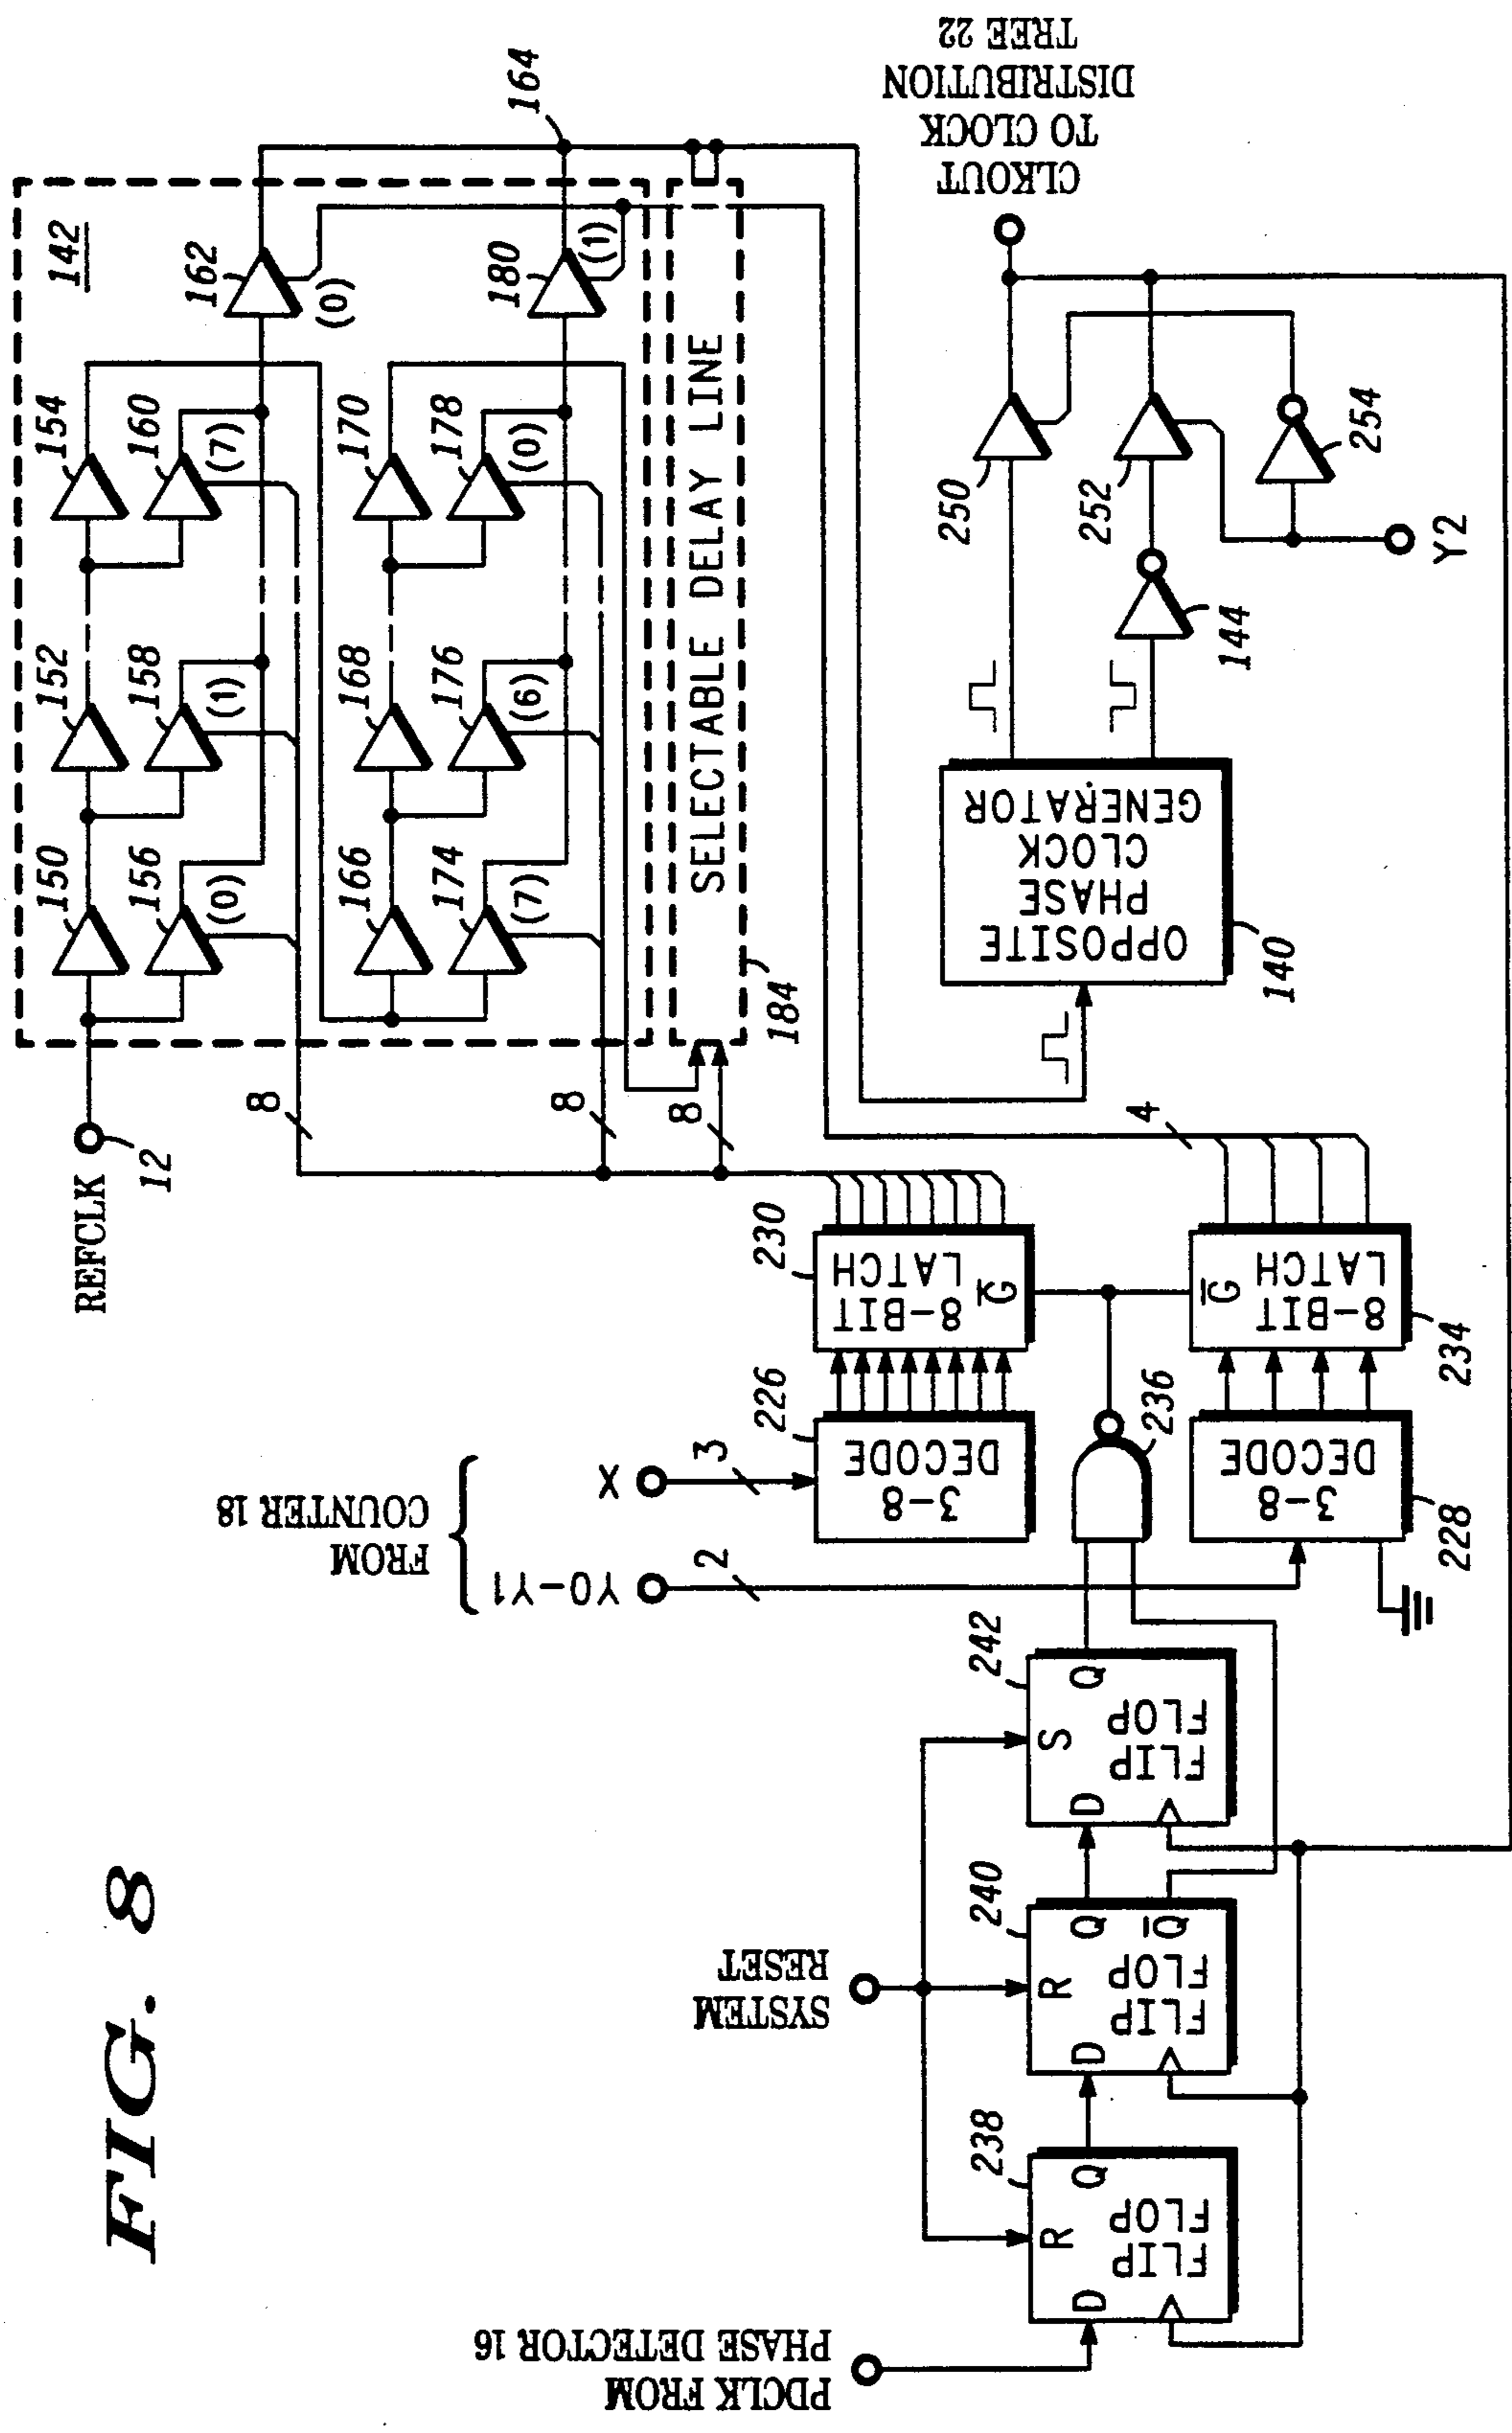 FIG. 8
REFCLK
12
142
150
152
154
156
(0)
158
(1)
160
(7)
162
(0)
164
166
168
170
174
(7)
176
(6)
178
(0)
180
(1)
8
8
8
SELECTABLE DELAY LINE
184
FROM
COUNTER 18
X
3
Y0-Y1
2
3-8
DECODE
226
8-BIT
LATCH
G
230
3-8
DECODE
228
8-BIT
LATCH
G
234
4
236
OPPOSITE
PHASE
CLOCK
GENERATOR
140
144
250
252
254
Y2
CLKOUT
TO CLOCK
DISTRIBUTION
TREE 22
SYSTEM
RESET
PDCLK FROM
PHASE DETECTOR 16
D
R
Q
FLIP
FLOP
238
D
R
Q
Q
FLIP
FLOP
240
D
S
Q
FLIP
FLOP
242